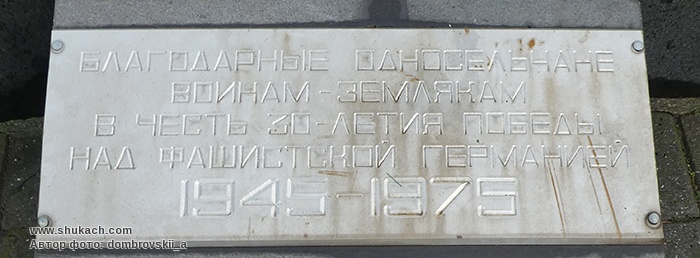 БЛАГОДАРНЫЕ ОДНОСЕЛЬЧАНЕ
ВОИНАМ-ЗЕМЛЯКАМ
В ЧЕСТЬ 30-ЛЕТИЯ ПОБЕДЫ
НАД ФАШИСТСКОЙ ГЕРМАНИЕЙ
1945-1975
www.shukach.com
Автор фото: dombrovskii_a